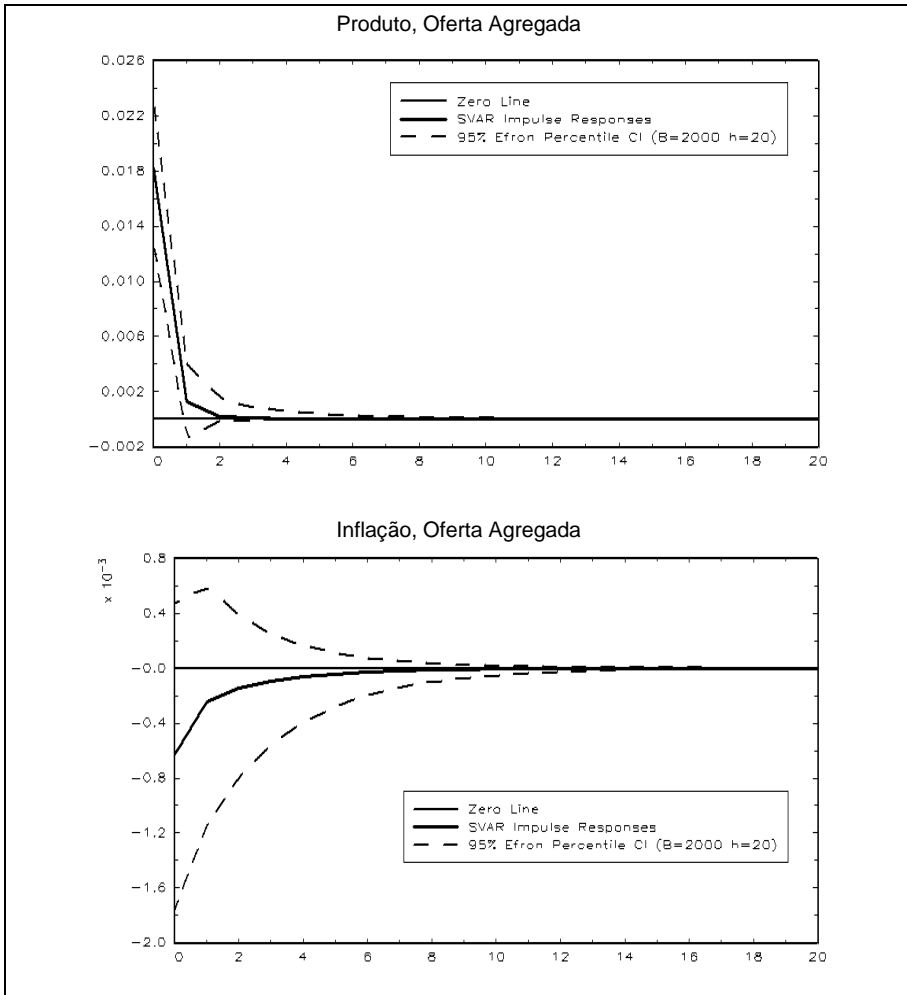 Produto, Oferta Agregada
0.026
0.022
0.018
0.014
0.010
0.006
0.002
-0.002
Zero Line
SVAR Impulse Responses
95% Efron Percentile CI (B=2000 h=20)
0 2 4 6 8 10 12 14 16 18 20
Inflação, Oferta Agregada
x 10⁻³
0.8
0.4
-0.0
-0.4
-0.8
-1.2
-1.6
-2.0
Zero Line
SVAR Impulse Responses
95% Efron Percentile CI (B=2000 h=20)
0 2 4 6 8 10 12 14 16 18 20